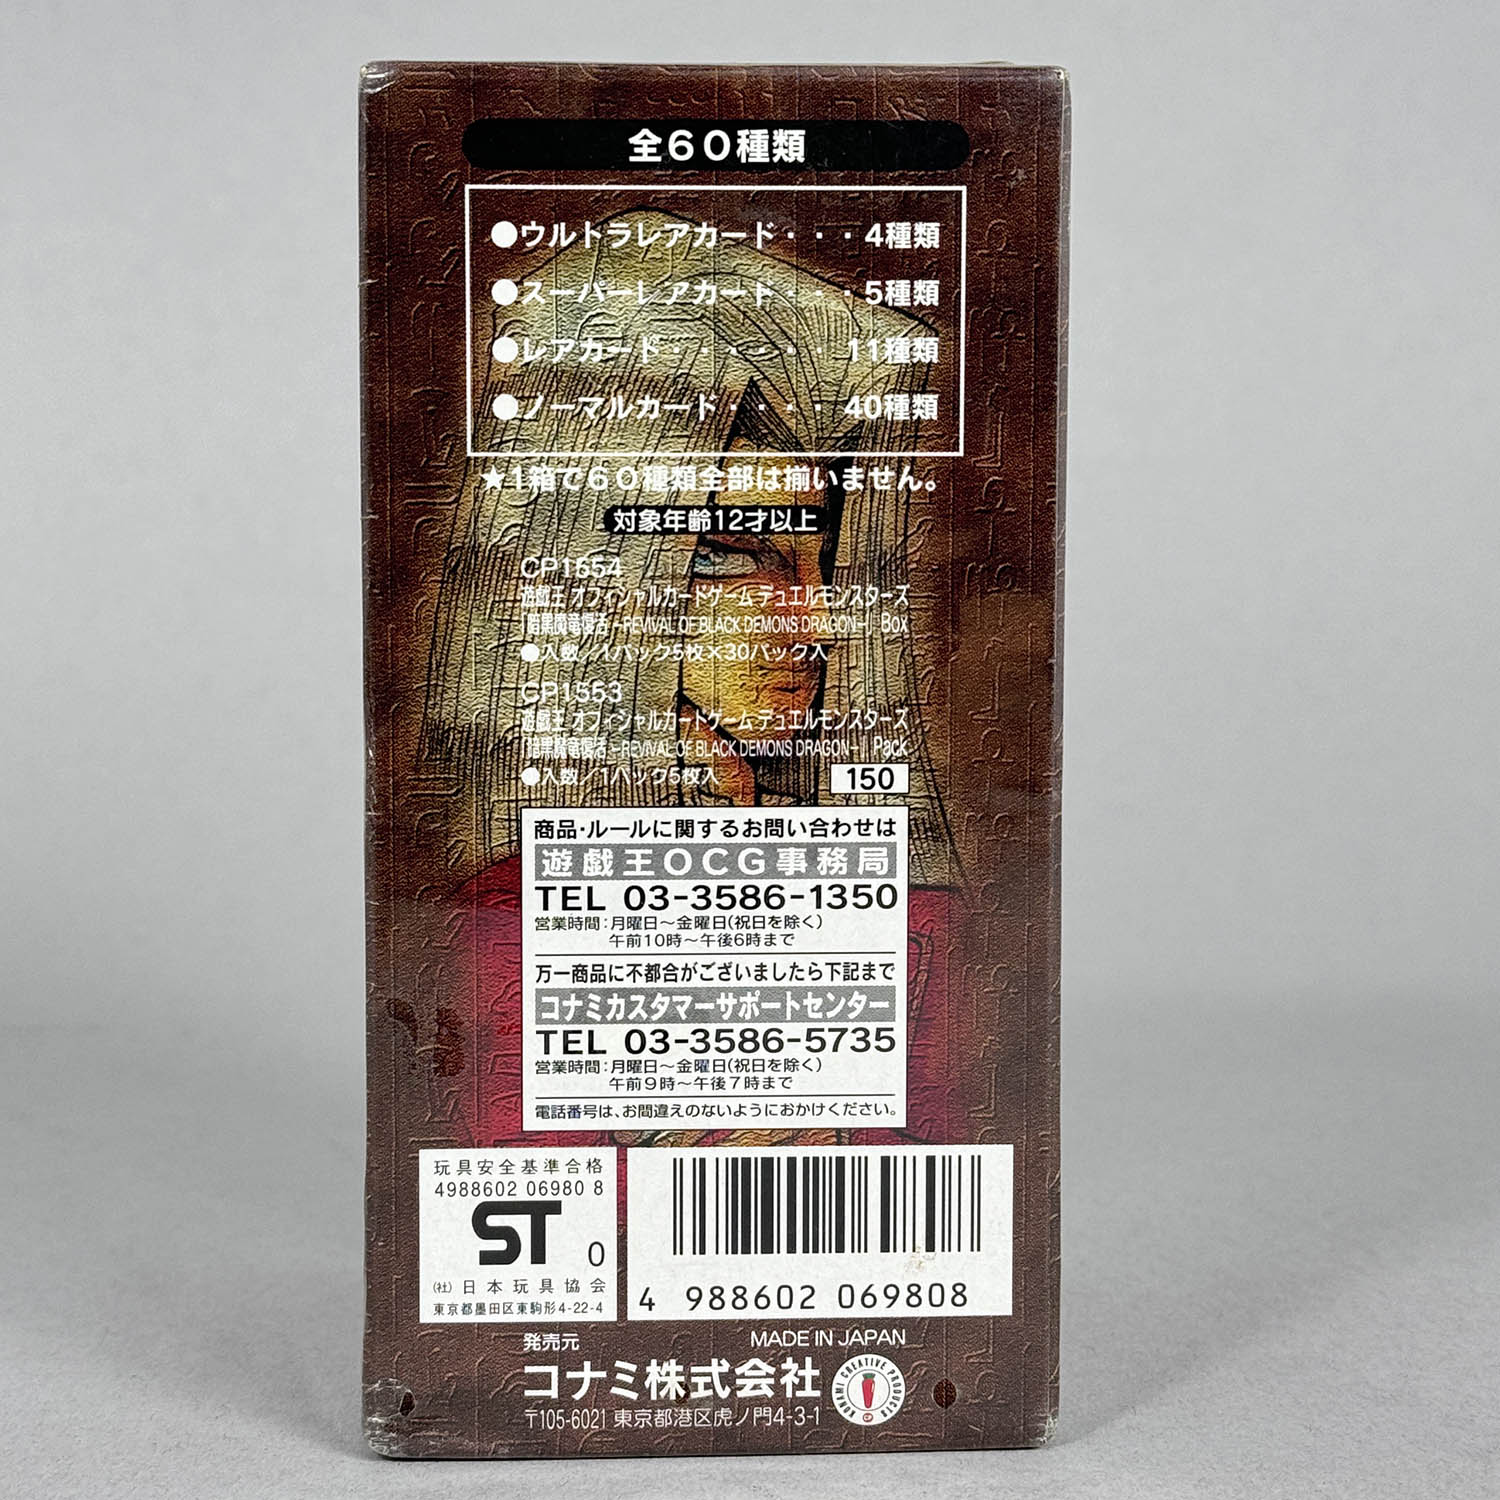 全60種類
●ウルトラレアカード・・・4種類
●スーパーレアカード・・・5種類
●レアカード・・・・・・11種類
●ノーマルカード・・・・40種類
★1箱で60種類全部は揃いません。
対象年齢12才以上
CP1654
遊戯王 オフィシャルカードゲーム デュエルモンスターズ
「暗黒魔竜復活 -REVIVAL OF BLACK DEMONS DRAGON-」 Box
●入数/1パック5枚×30パック入
CP1553
遊戯王 オフィシャルカードゲーム デュエルモンスターズ
「暗黒魔竜復活 -REVIVAL OF BLACK DEMONS DRAGON-」 Pack
●入数/1パック5枚入
150
商品・ルールに関するお問い合わせは
遊戯王OCG事務局
TEL 03-3586-1350
営業時間:月曜日〜金曜日(祝日を除く)
午前10時〜午後6時まで
万一商品に不都合がございましたら下記まで
コナミカスタマーサポートセンター
TEL 03-3586-5735
営業時間:月曜日〜金曜日(祝日を除く)
午前9時〜午後7時まで
電話番号は、お間違えのないようにおかけください。
玩具安全基準合格
4988602 06980 8
ST 0
(社)日本玩具協会
東京都墨田区東駒形4-22-4
4 988602 069808
発売元
MADE IN JAPAN
コナミ株式会社
KONAMI CREATIVE PRODUCTS
CP
〒105-6021 東京都港区虎ノ門4-3-1